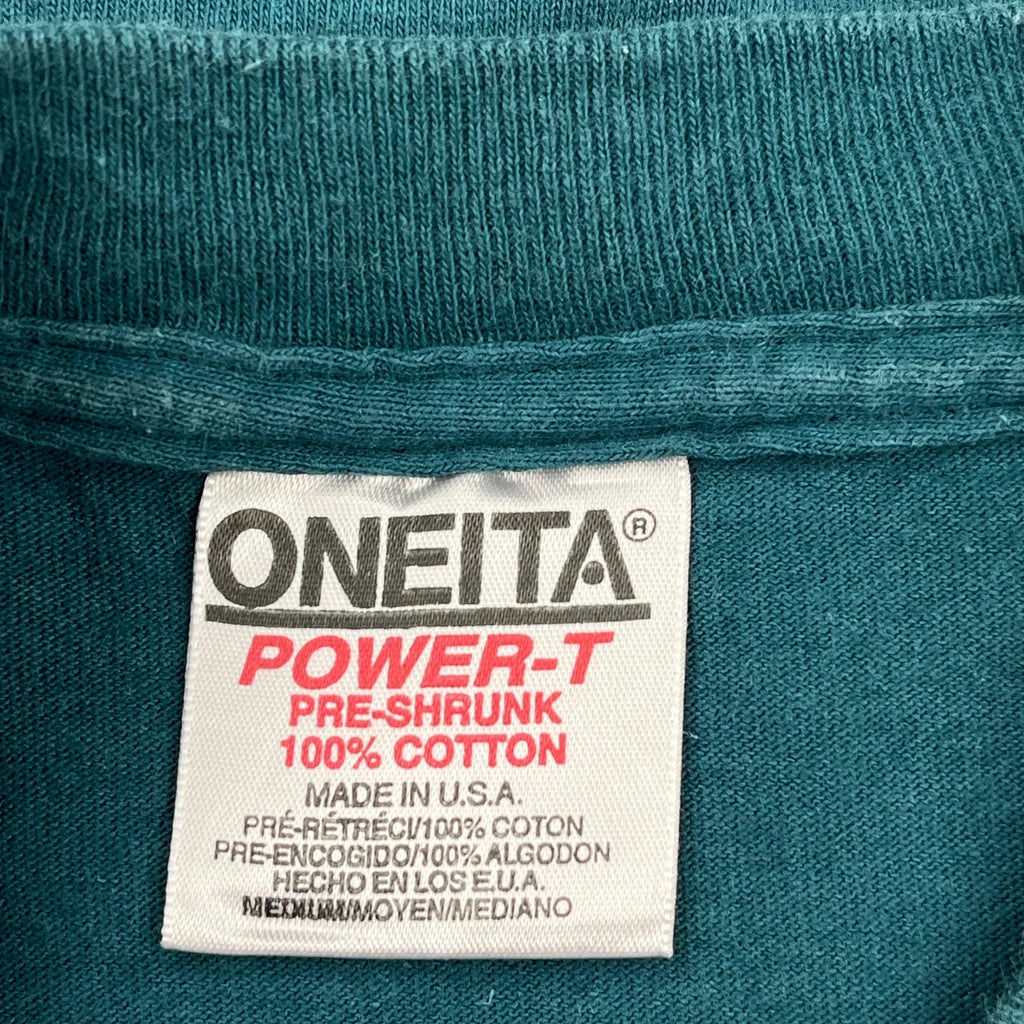 ONEITA®
POWER-T
PRE-SHRUNK
100% COTTON
MADE IN U.S.A.
PRÉ-RÉTRÉCI/100% COTON
PRE-ENCOGIDO/100% ALGODON
HECHO EN LOS E.U.A.
MEDIUM/MOYEN/MEDIANO